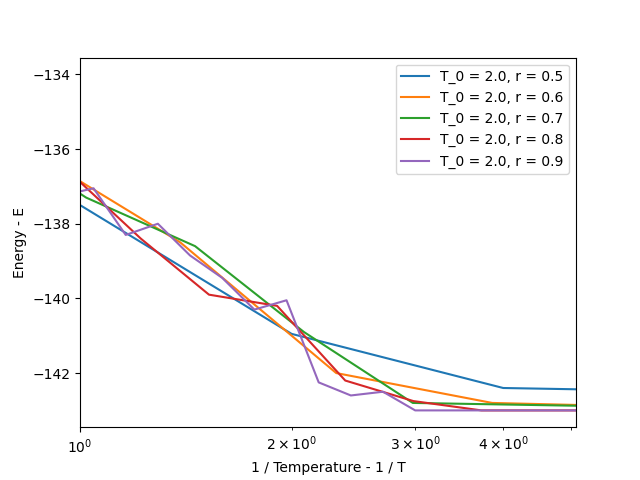 −134
−136
−138
−140
−142
Energy - E
T_0 = 2.0, r = 0.5
T_0 = 2.0, r = 0.6
T_0 = 2.0, r = 0.7
T_0 = 2.0, r = 0.8
T_0 = 2.0, r = 0.9
10⁰
2 × 10⁰
3 × 10⁰
4 × 10⁰
1 / Temperature - 1 / T